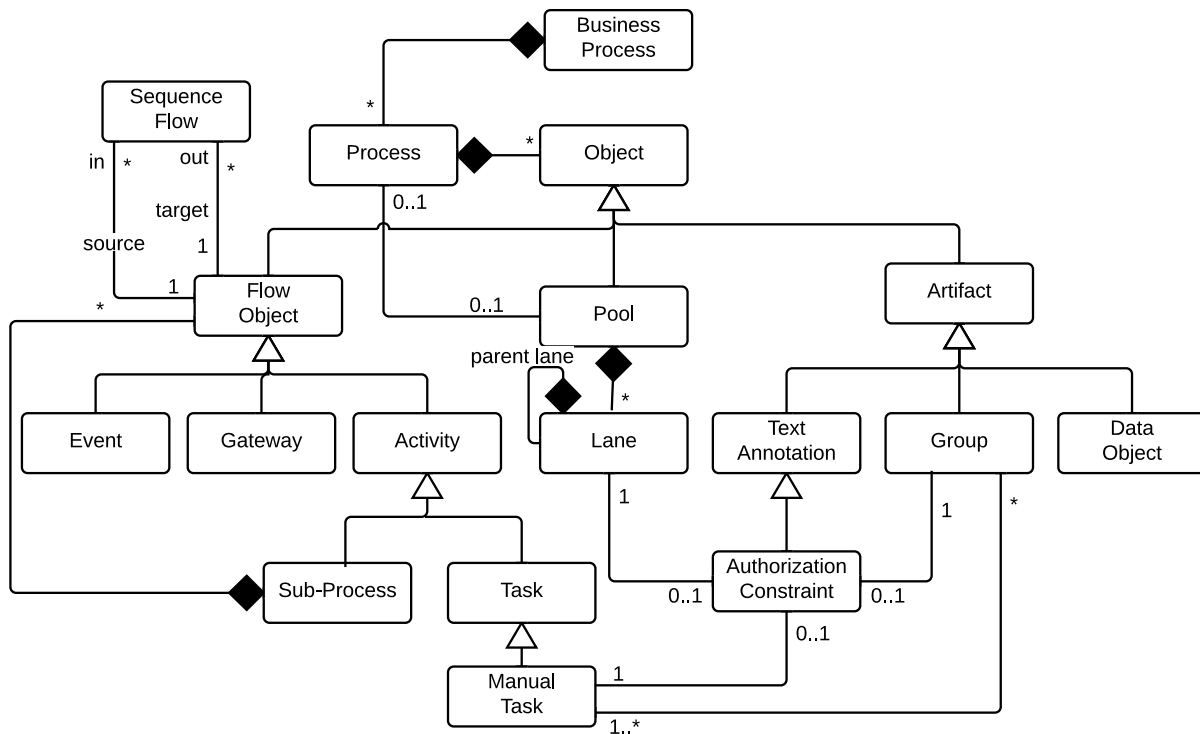 Business
Process
Sequence
Flow
*
Process
*
Object
in
*
out
*
0..1
target
source
1
1
Flow
Object
*
0..1
Pool
Artifact
parent lane
*
Event
Gateway
Activity
Lane
Text
Annotation
Group
Data
Object
1
1
*
Sub-Process
Task
Authorization
Constraint
0..1
0..1
0..1
Manual
Task
1
1..*